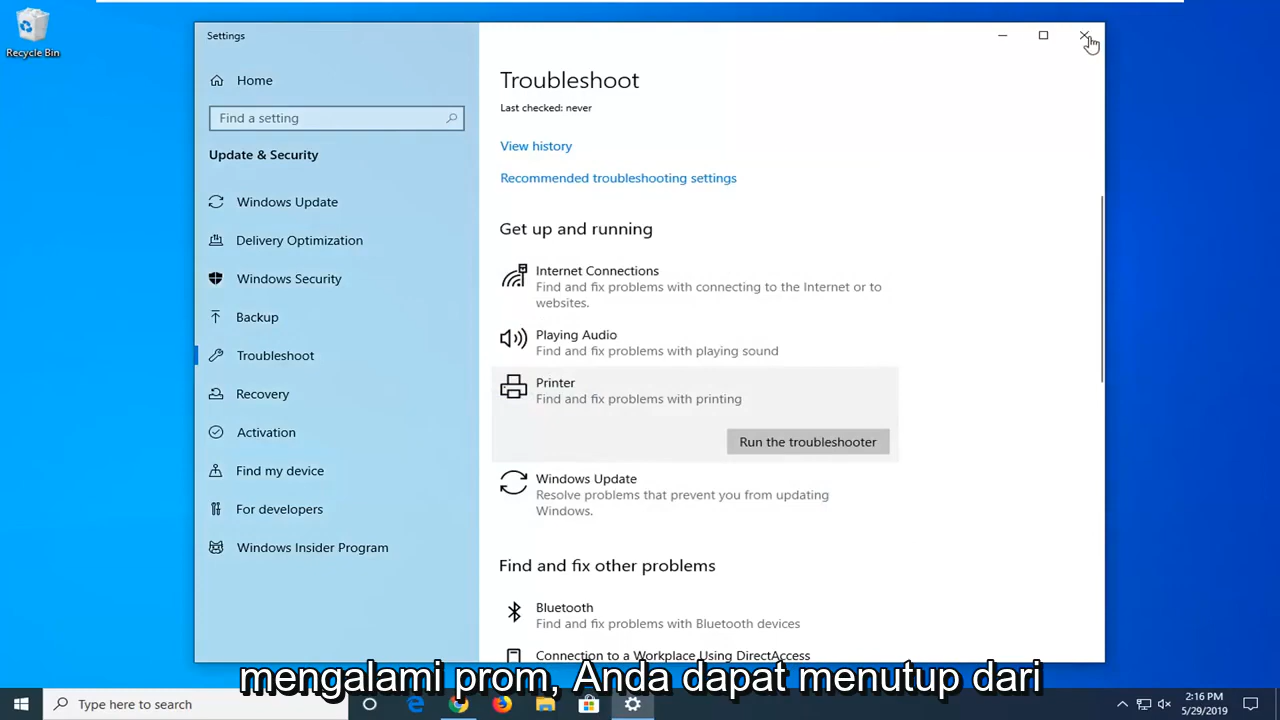 Recycle Bin
Settings
Home
Find a setting
Update & Security
Windows Update
Delivery Optimization
Windows Security
Backup
Troubleshoot
Recovery
Activation
Find my device
For developers
Windows Insider Program
Troubleshoot
Last checked: never
View history
Recommended troubleshooting settings
Get up and running
Internet Connections
Find and fix problems with connecting to the Internet or to
websites.
Playing Audio
Find and fix problems with playing sound
Printer
Find and fix problems with printing
Run the troubleshooter
Windows Update
Resolve problems that prevent you from updating
Windows.
Find and fix other problems
Bluetooth
Find and fix problems with Bluetooth devices
Connection to a Workplace Using DirectAccess
mengalami prom, Anda dapat menutup dari
Type here to search
2:16 PM
5/29/2019